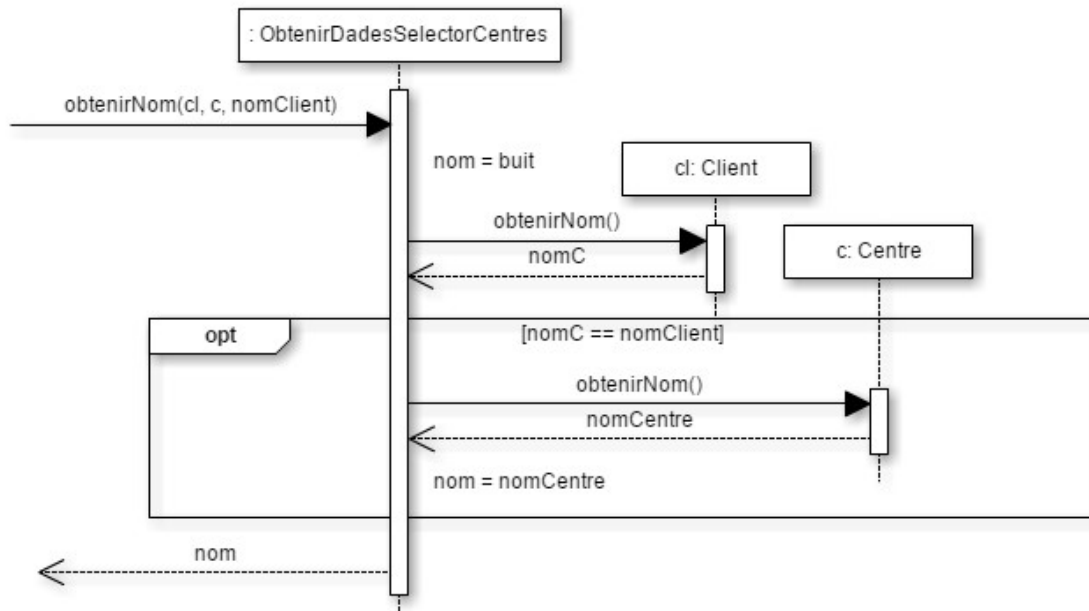 : ObtenirDadesSelectorCentres
obtenirNom(cl, c, nomClient)
nom = buit
cl: Client
obtenirNom()
nomC
c: Centre
opt
[nomC == nomClient]
obtenirNom()
nomCentre
nom = nomCentre
nom